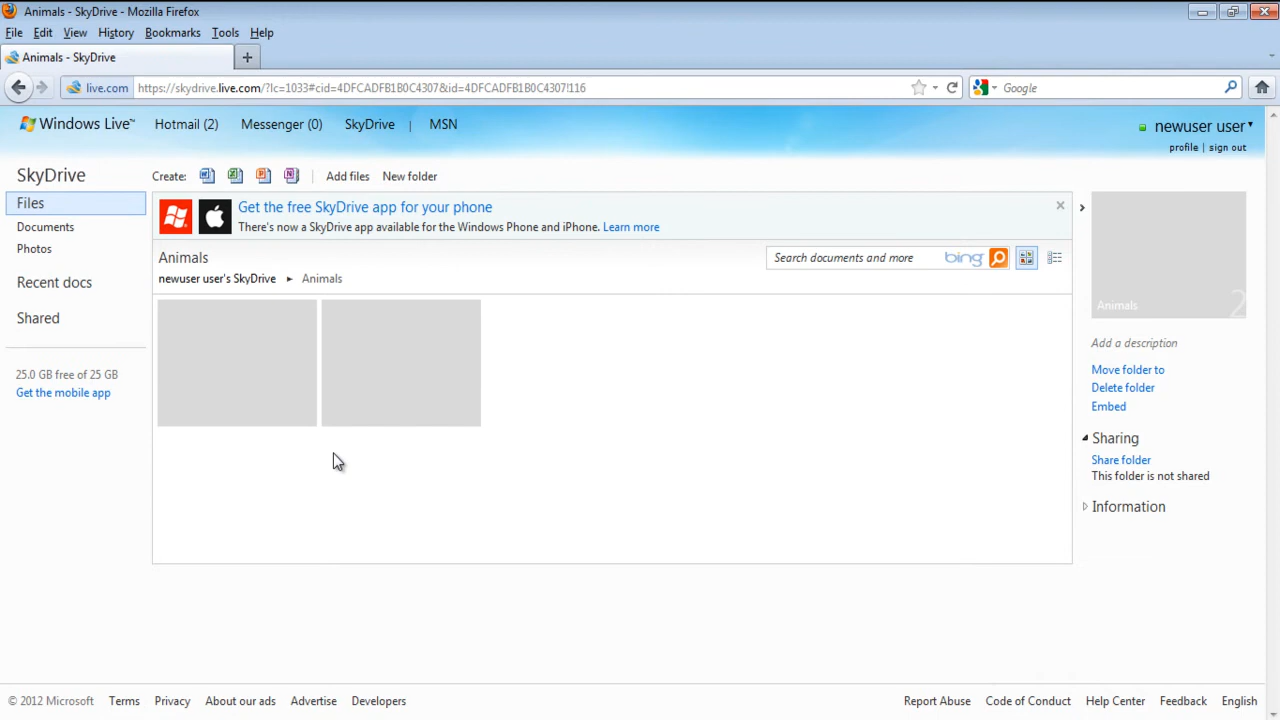 Animals - SkyDrive - Mozilla Firefox
File Edit View History Bookmarks Tools Help
Animals - SkyDrive
live.com https://skydrive.live.com/?lc=1033#cid=4DFCADFB1B0C4307&id=4DFCADFB1B0C4307!116 Google
Windows Live™ Hotmail (2) Messenger (0) SkyDrive | MSN newuser user
profile | sign out
SkyDrive Create: Add files New folder
Files
Documents
Photos
Recent docs
Shared
25.0 GB free of 25 GB
Get the mobile app
Get the free SkyDrive app for your phone
There's now a SkyDrive app available for the Windows Phone and iPhone. Learn more
Animals Search documents and more bing
newuser user's SkyDrive ► Animals
Animals 2
Add a description
Move folder to
Delete folder
Embed
Sharing
Share folder
This folder is not shared
Information
© 2012 Microsoft Terms Privacy About our ads Advertise Developers Report Abuse Code of Conduct Help Center Feedback English